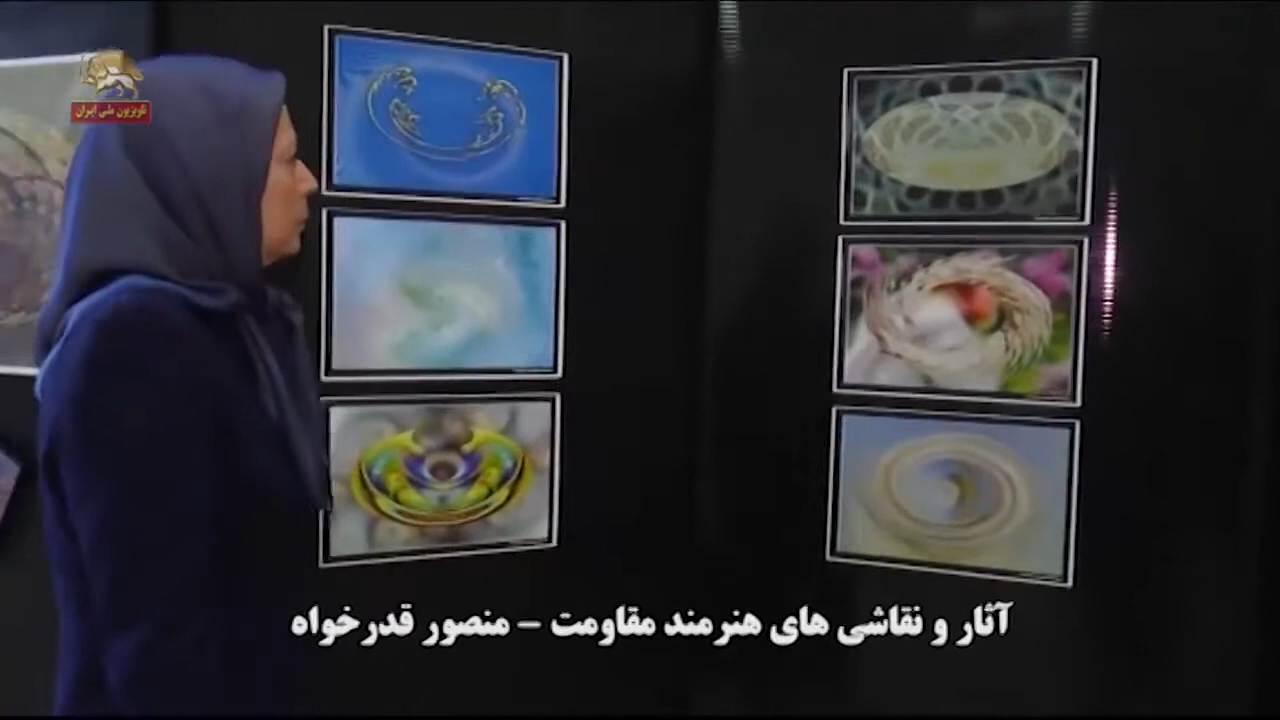 تلویزیون ملی ایران
آثار و نقاشی های هنرمند مقاومت - منصور قدرخواه